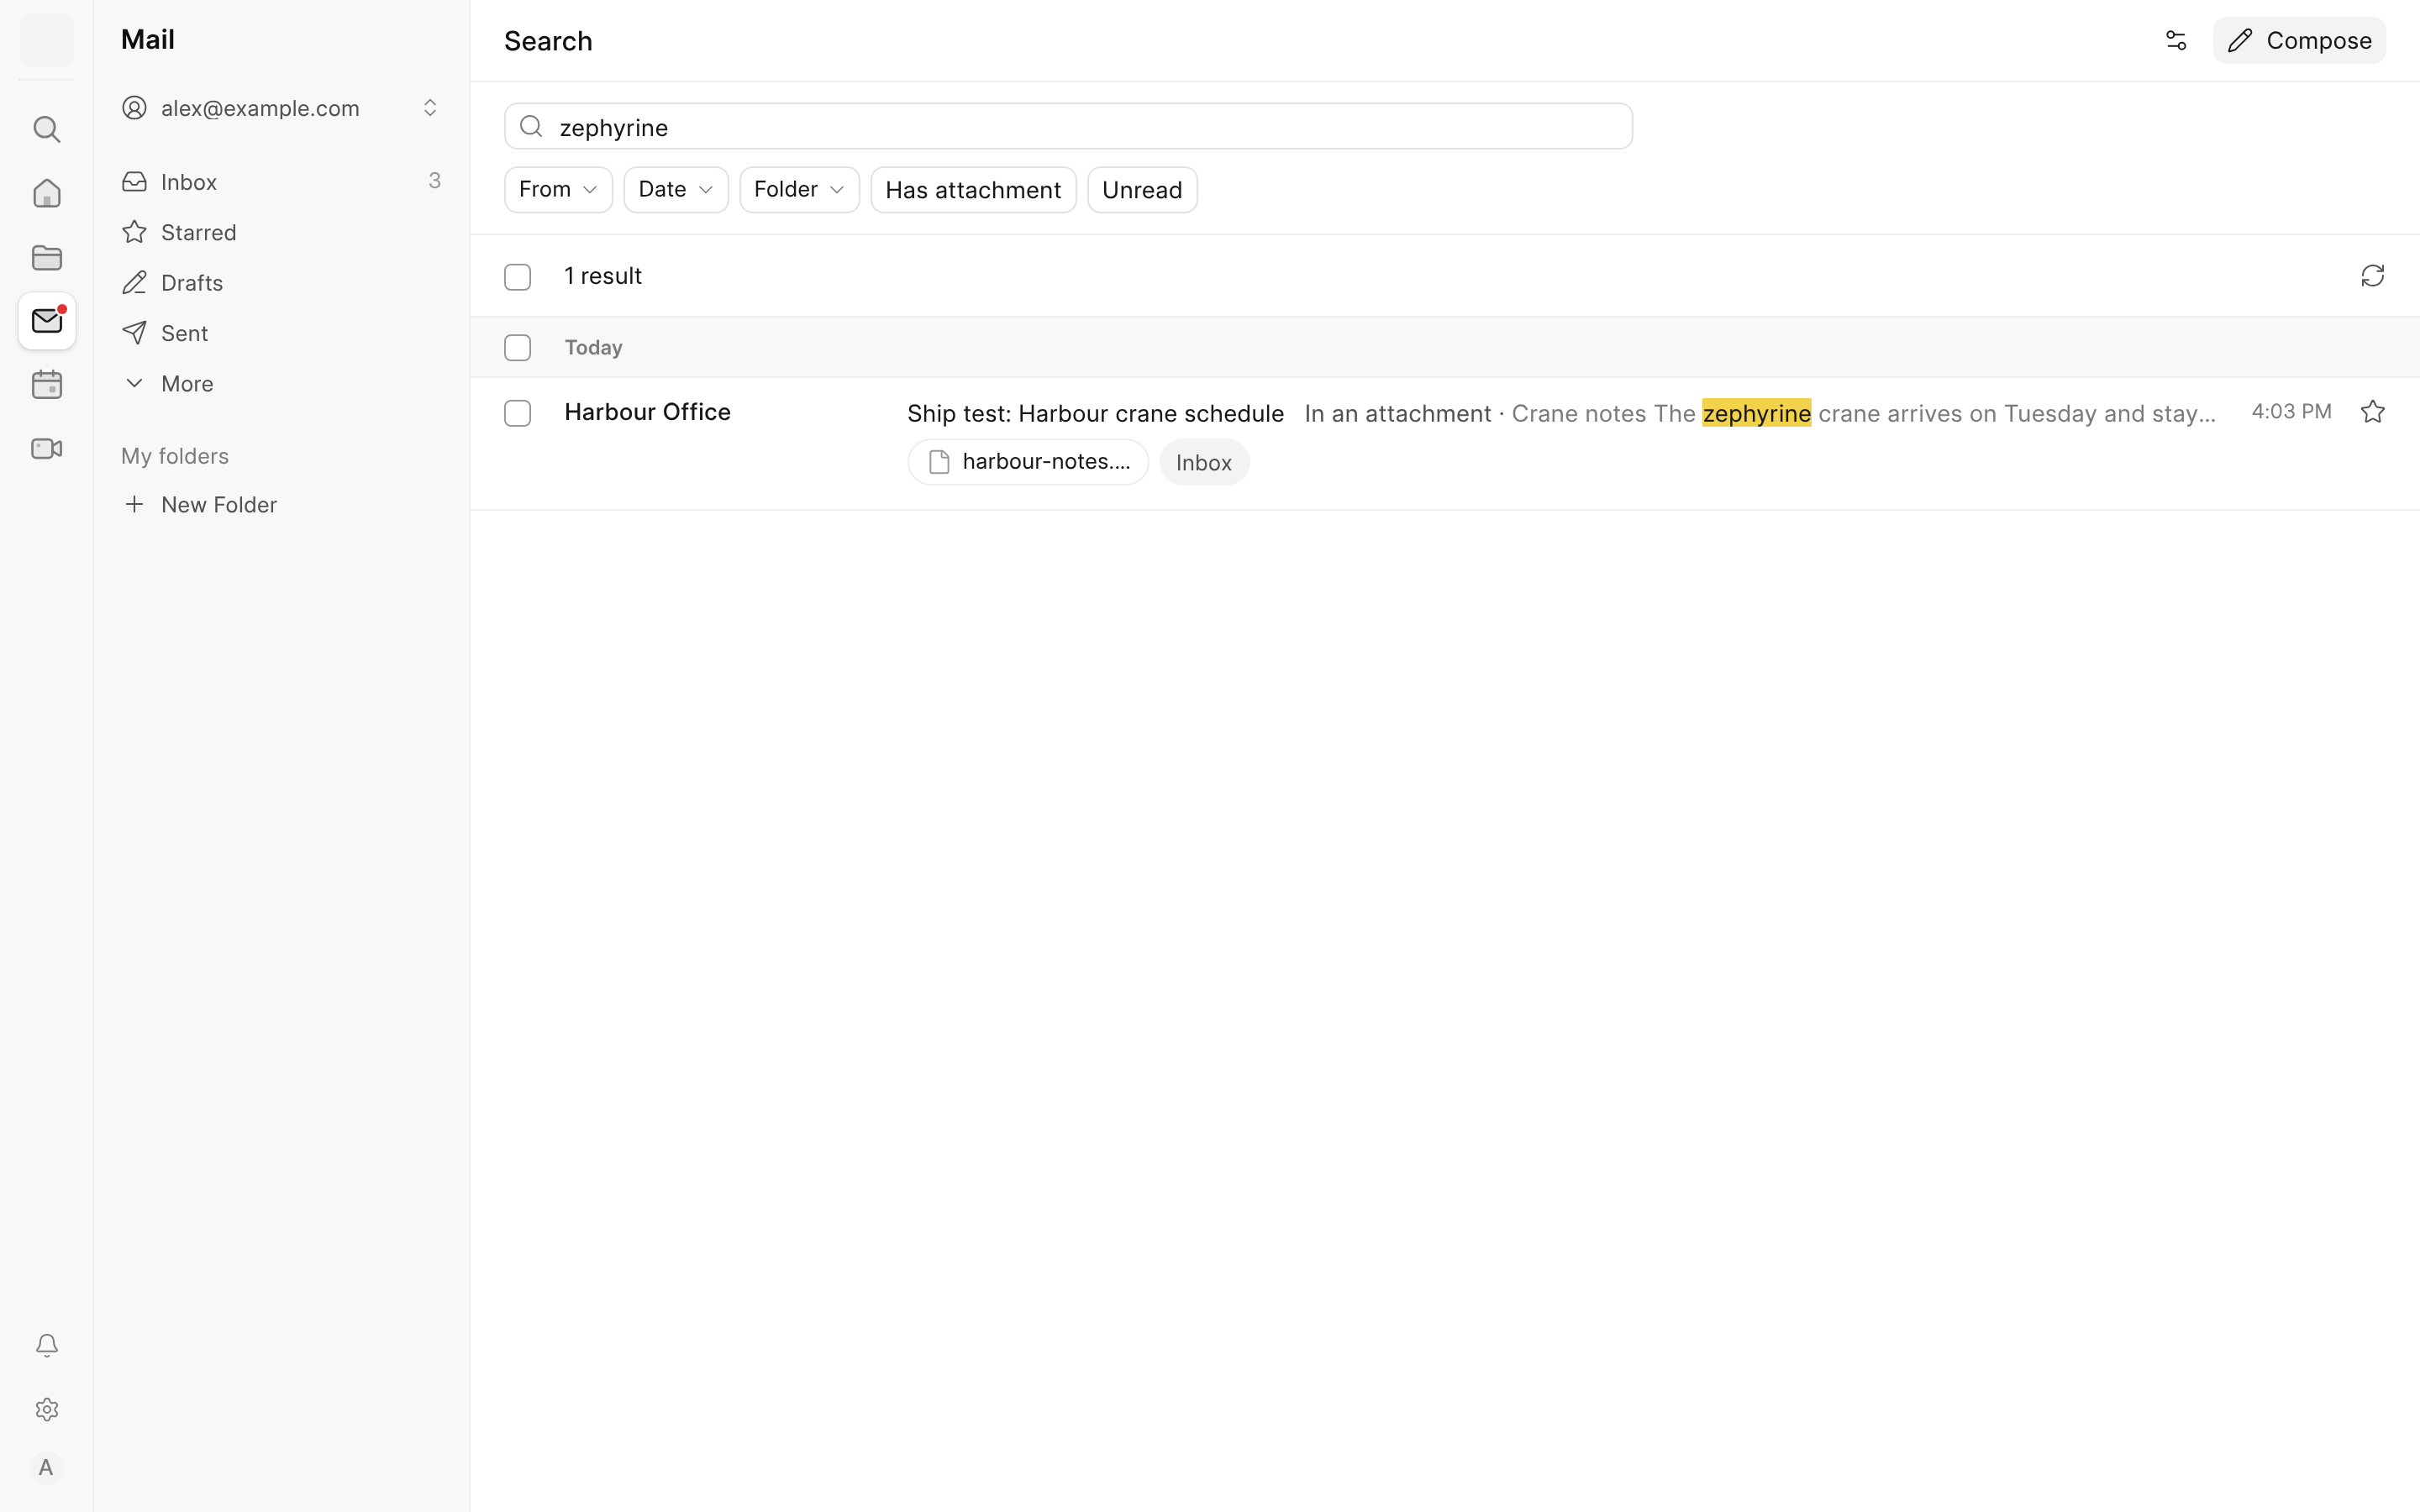 Mail
alex@example.com
Inbox 3
Starred
Drafts
Sent
More
My folders
New Folder
A
Search
Compose
zephyrine
From
Date
Folder
Has attachment
Unread
1 result
Today
Harbour Office
Ship test: Harbour crane schedule In an attachment · Crane notes The zephyrine crane arrives on Tuesday and stay... 4:03 PM
harbour-notes....
Inbox